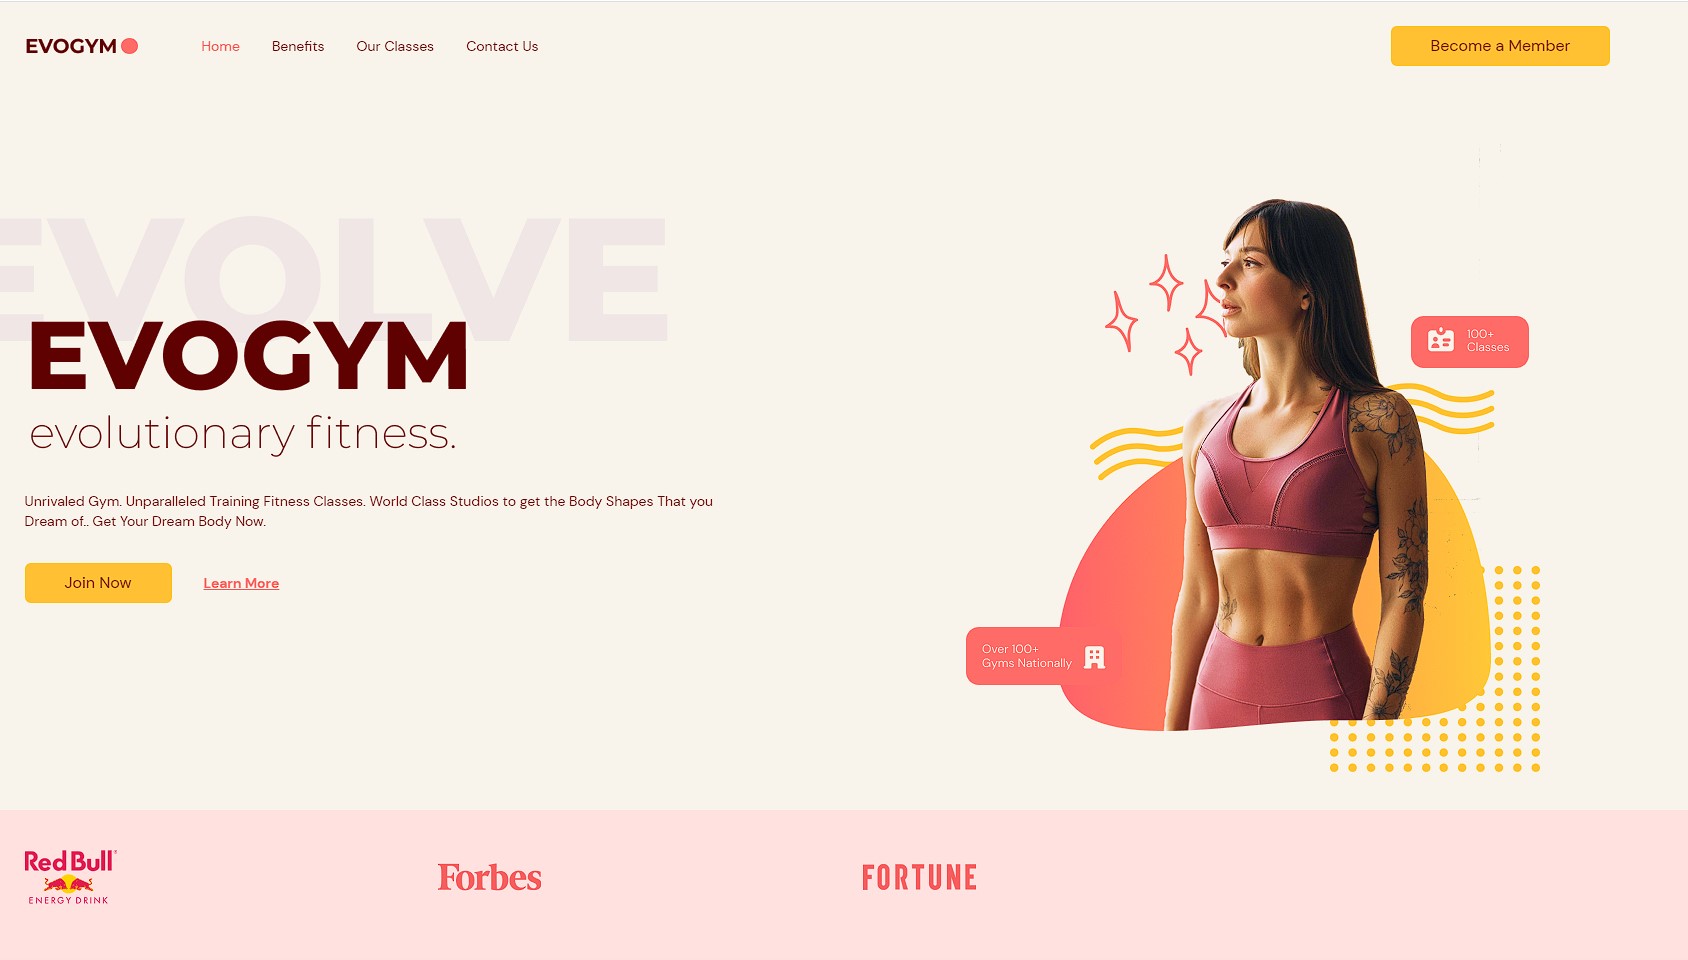 EVOGYM
Home
Benefits
Our Classes
Contact Us
Become a Member
EVOLVE
EVOGYM
evolutionary fitness.
Unrivaled Gym. Unparalleled Training Fitness Classes. World Class Studios to get the Body Shapes That you
Dream of.. Get Your Dream Body Now.
Join Now
Learn More
100+
Classes
Over 100+
Gyms Nationally
Red Bull®
ENERGY DRINK
Forbes
FORTUNE